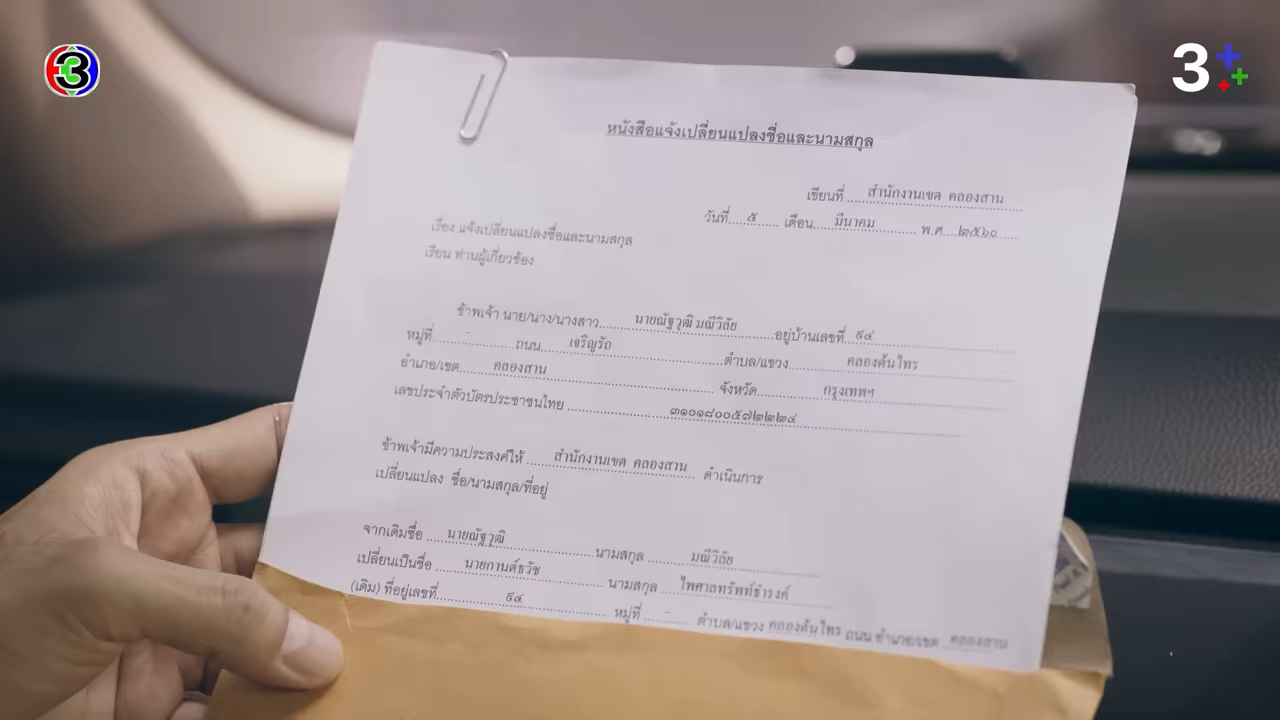 3
3
หนังสือแจ้งเปลี่ยนแปลงชื่อและนามสกุล
เขียนที่ ........ สำนักงานเขต คลองสาน
วันที่.....๕...... เดือน.....มีนาคม.......... พ.ศ....๒๕๖๐.....
เรื่อง แจ้งเปลี่ยนแปลงชื่อและนามสกุล
เรียน ท่านผู้เกี่ยวข้อง
ข้าพเจ้า นาย/นาง/นางสาว........นายณัฐวุฒิ มณีวิลัย........อยู่บ้านเลขที่...๙๔
หมู่ที่.......-.......... ถนน.......เจริญรัถ..........ตำบล/แขวง..............คลองต้นไทร
อำเภอ/เขต........คลองสาน.......... จังหวัด..............กรุงเทพฯ
เลขประจำตัวบัตรประชาชนไทย ....................๓๑๐๑๘๐๐๕๗๒๒๒๔
ข้าพเจ้ามีความประสงค์ให้ ......สำนักงานเขต คลองสาน ดำเนินการ
เปลี่ยนแปลง ชื่อ/นามสกุล/ที่อยู่
จากเดิมชื่อ .....นายณัฐวุฒิ.......... นามสกุล ..........มณีวิลัย
เปลี่ยนเป็นชื่อ .......นายกานต์ธวัช.......... นามสกุล ...ไพศาลทรัพท์ธำรงค์
(เดิม) ที่อยู่เลขที่.............๙๔.............. หมู่ที่ ....-..... ตำบล/แขวง คลองต้นไทร ถนน อำเภอ/เขต คลองสาน